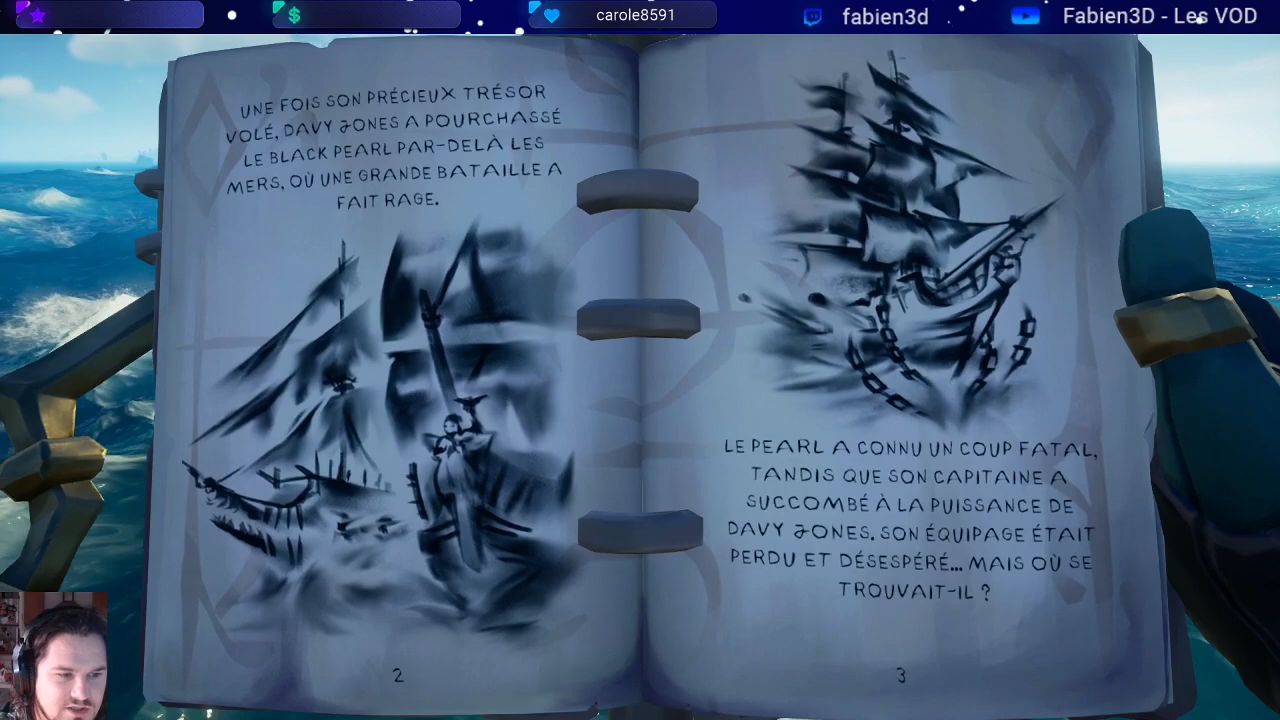 carole8591
fabien3d
Fabien3D - Les VOD
UNE FOIS SON PRÉCIEUX TRÉSOR
VOLÉ, DAVY JONES A POURCHASSÉ
LE BLACK PEARL PAR-DELÀ LES
MERS, OÙ UNE GRANDE BATAILLE A
FAIT RAGE.
2
LE PEARL A CONNU UN COUP FATAL,
TANDIS QUE SON CAPITAINE A
SUCCOMBÉ À LA PUISSANCE DE
DAVY JONES. SON ÉQUIPAGE ÉTAIT
PERDU ET DÉSESPÉRÉ... MAIS OÙ SE
TROUVAIT-IL ?
3